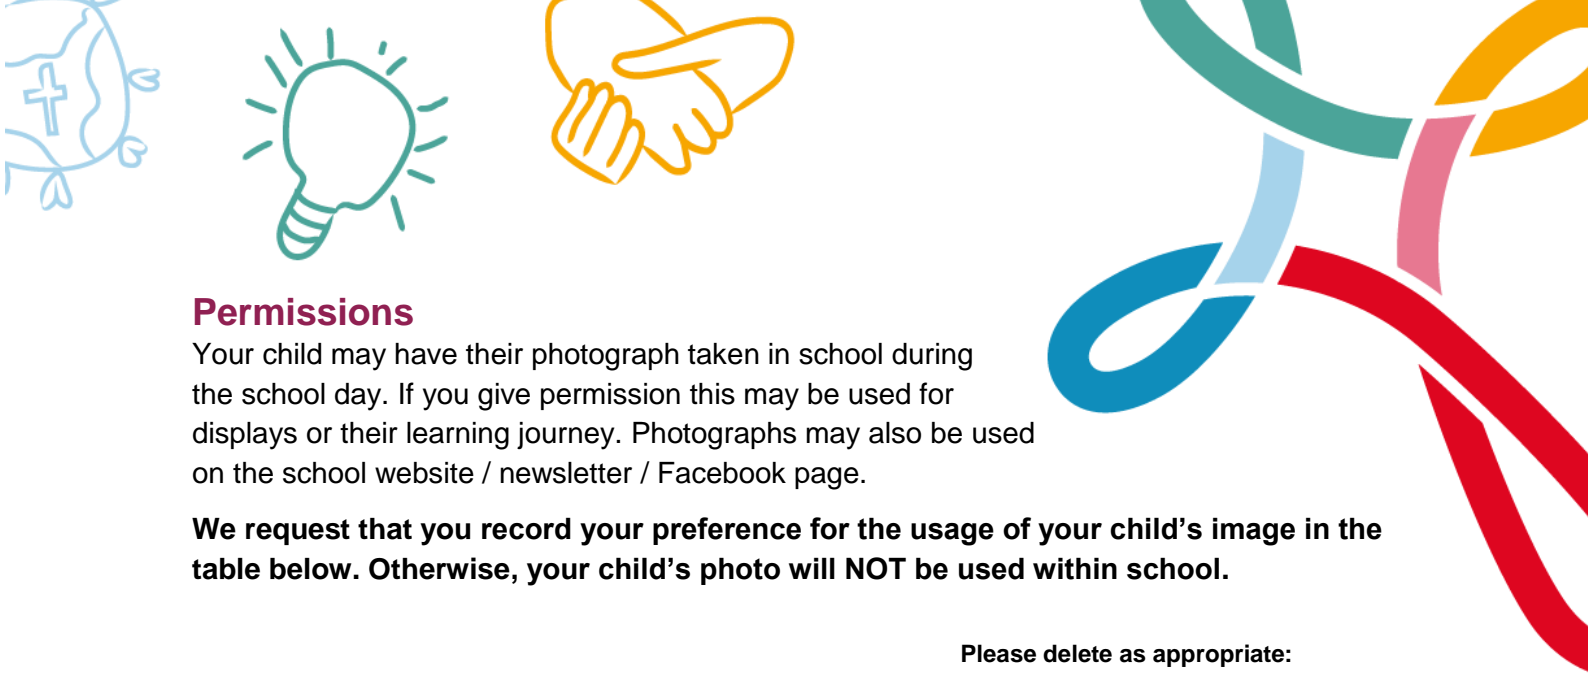 Permissions
Your child may have their photograph taken in school during
the school day. If you give permission this may be used for
displays or their learning journey. Photographs may also be used
on the school website / newsletter / Facebook page.
We request that you record your preference for the usage of your child’s image in the
table below. Otherwise, your child’s photo will NOT be used within school.
Please delete as appropriate: